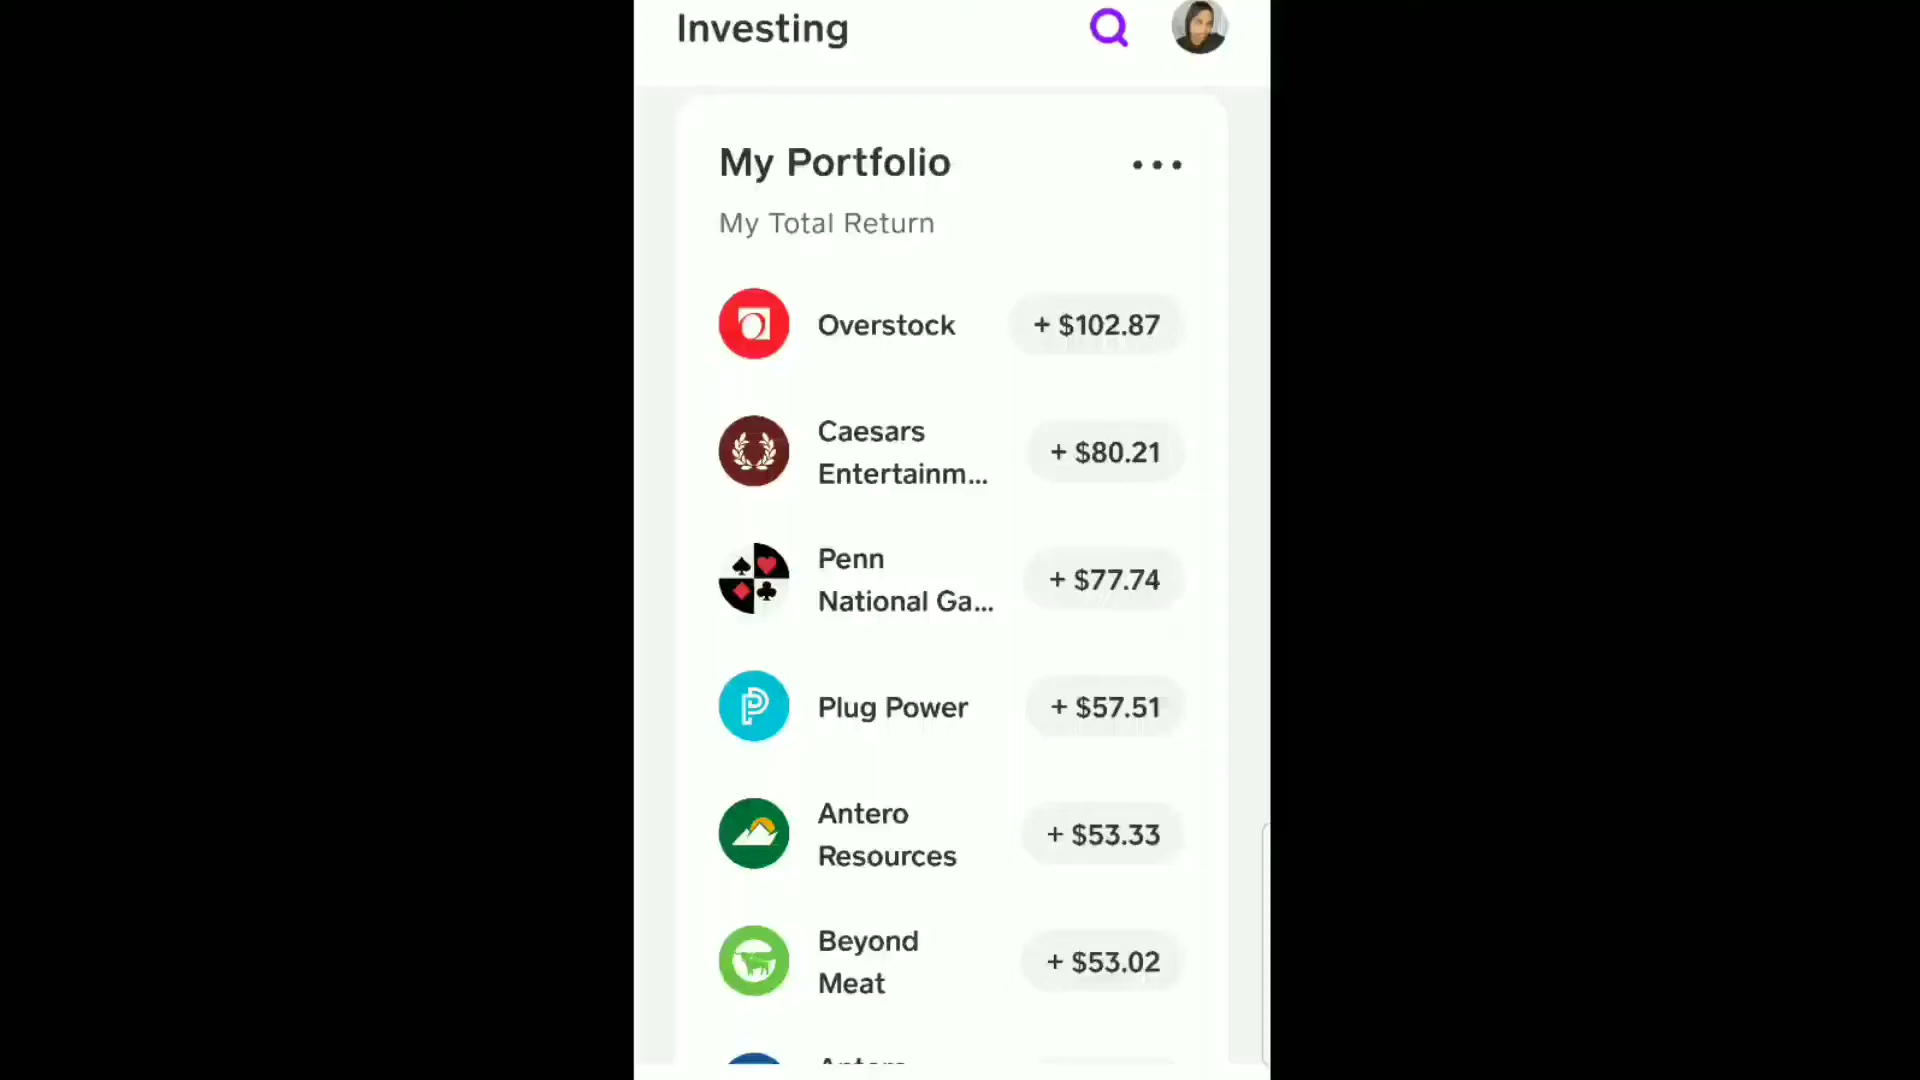 Investing
My Portfolio
My Total Return
Overstock + $102.87
Caesars
Entertainm... + $80.21
Penn
National Ga... + $77.74
Plug Power + $57.51
Antero
Resources + $53.33
Beyond
Meat + $53.02